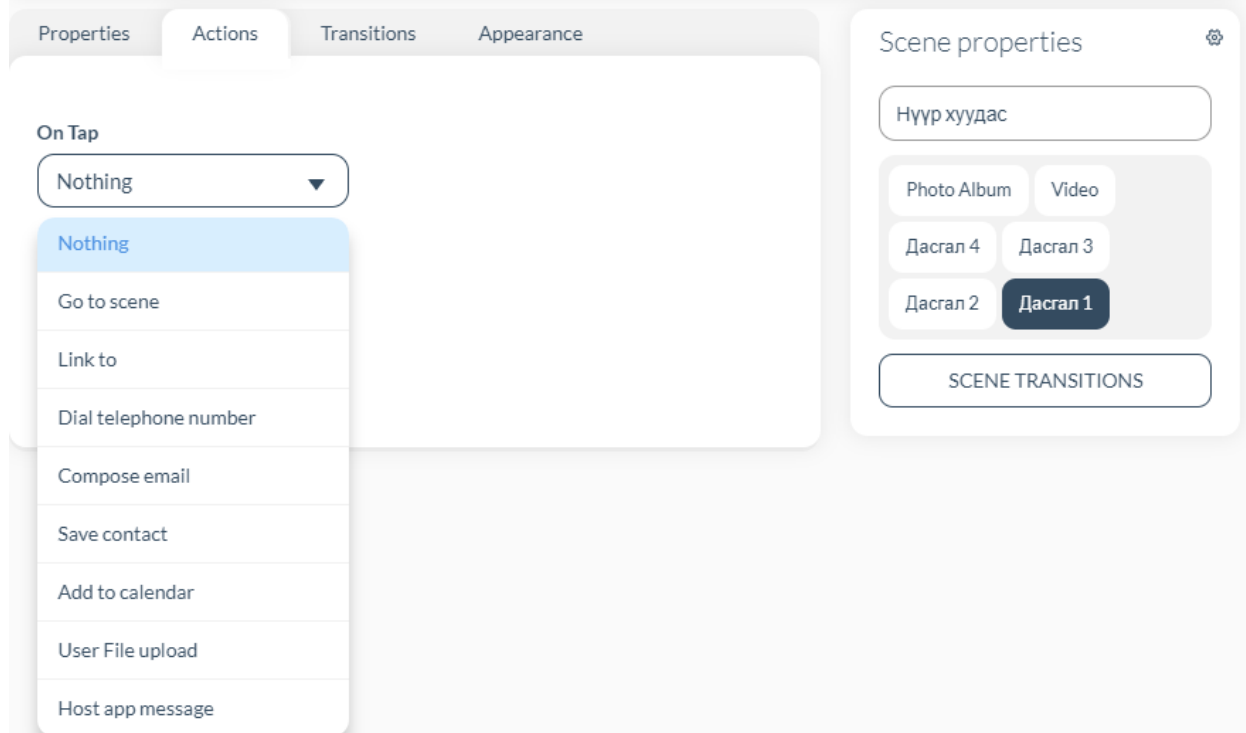 Properties Actions Transitions Appearance
On Tap
Nothing
Nothing
Go to scene
Link to
Dial telephone number
Compose email
Save contact
Add to calendar
User File upload
Host app message
Scene properties
Нүүр хуудас
Photo Album Video
Дасгал 4 Дасгал 3
Дасгал 2 Дасгал 1
SCENE TRANSITIONS